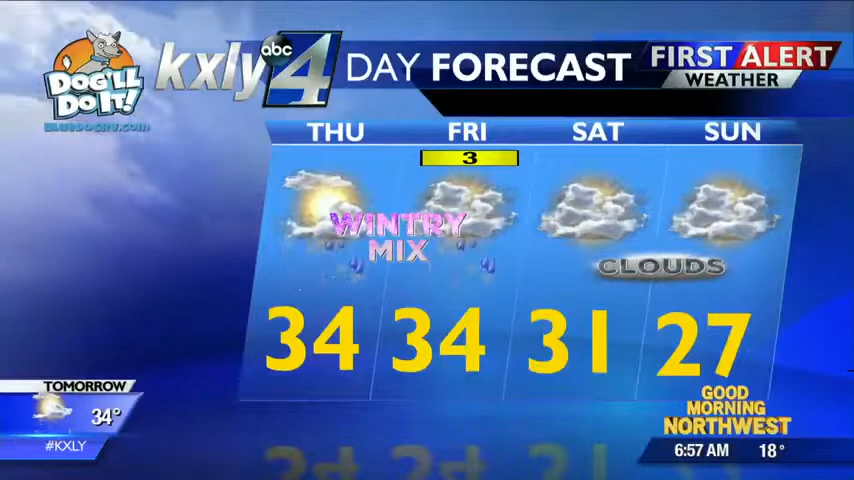 DOG'LL
DO IT!
BLUEDOGRV.com
kxly abc 4 DAY FORECAST
FIRST ALERT
WEATHER
THU FRI SAT SUN
3
WINTRY
MIX
CLOUDS
34 34 31 27
TOMORROW
34°
#KXLY
GOOD
MORNING
NORTHWEST
6:57 AM 18°